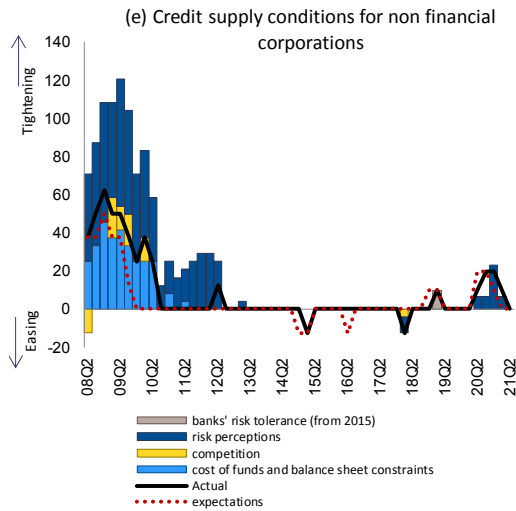 (e) Credit supply conditions for non financial
corporations
Tightening
Easing
140
120
100
80
60
40
20
0
-20
08Q2
09Q2
10Q2
11Q2
12Q2
13Q2
14Q2
15Q2
16Q2
17Q2
18Q2
19Q2
20Q2
21Q2
banks' risk tolerance (from 2015)
risk perceptions
competition
cost of funds and balance sheet constraints
Actual
expectations